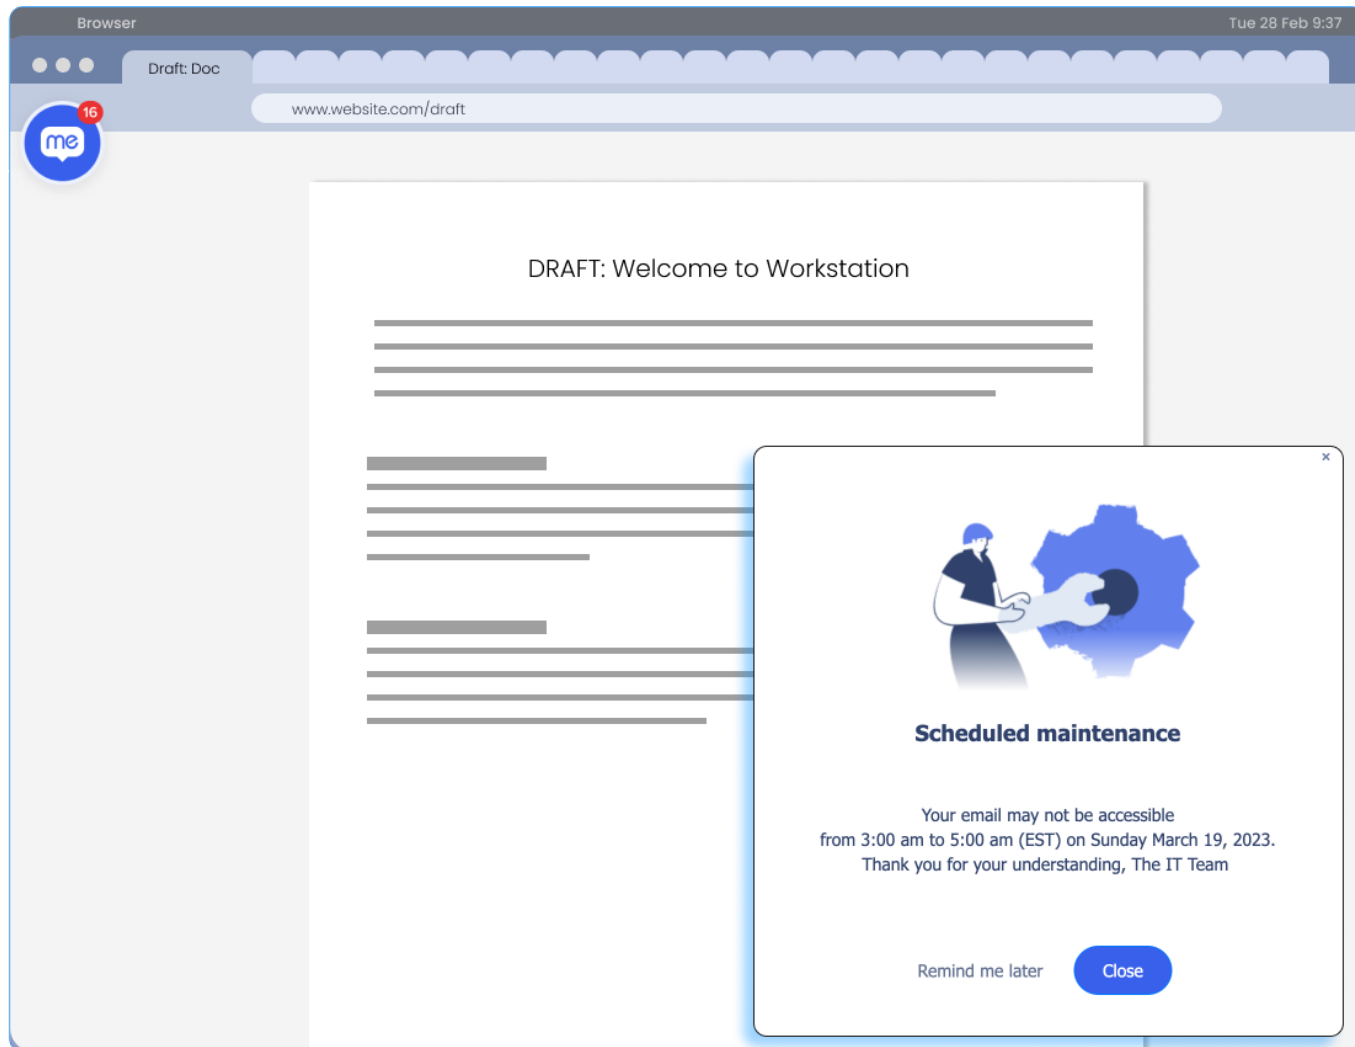 Browser
Tue 28 Feb 9:37
Draft: Doc
www.website.com/draft
16
me
DRAFT: Welcome to Workstation
×
Scheduled maintenance
Your email may not be accessible
from 3:00 am to 5:00 am (EST) on Sunday March 19, 2023.
Thank you for your understanding, The IT Team
Remind me later
Close